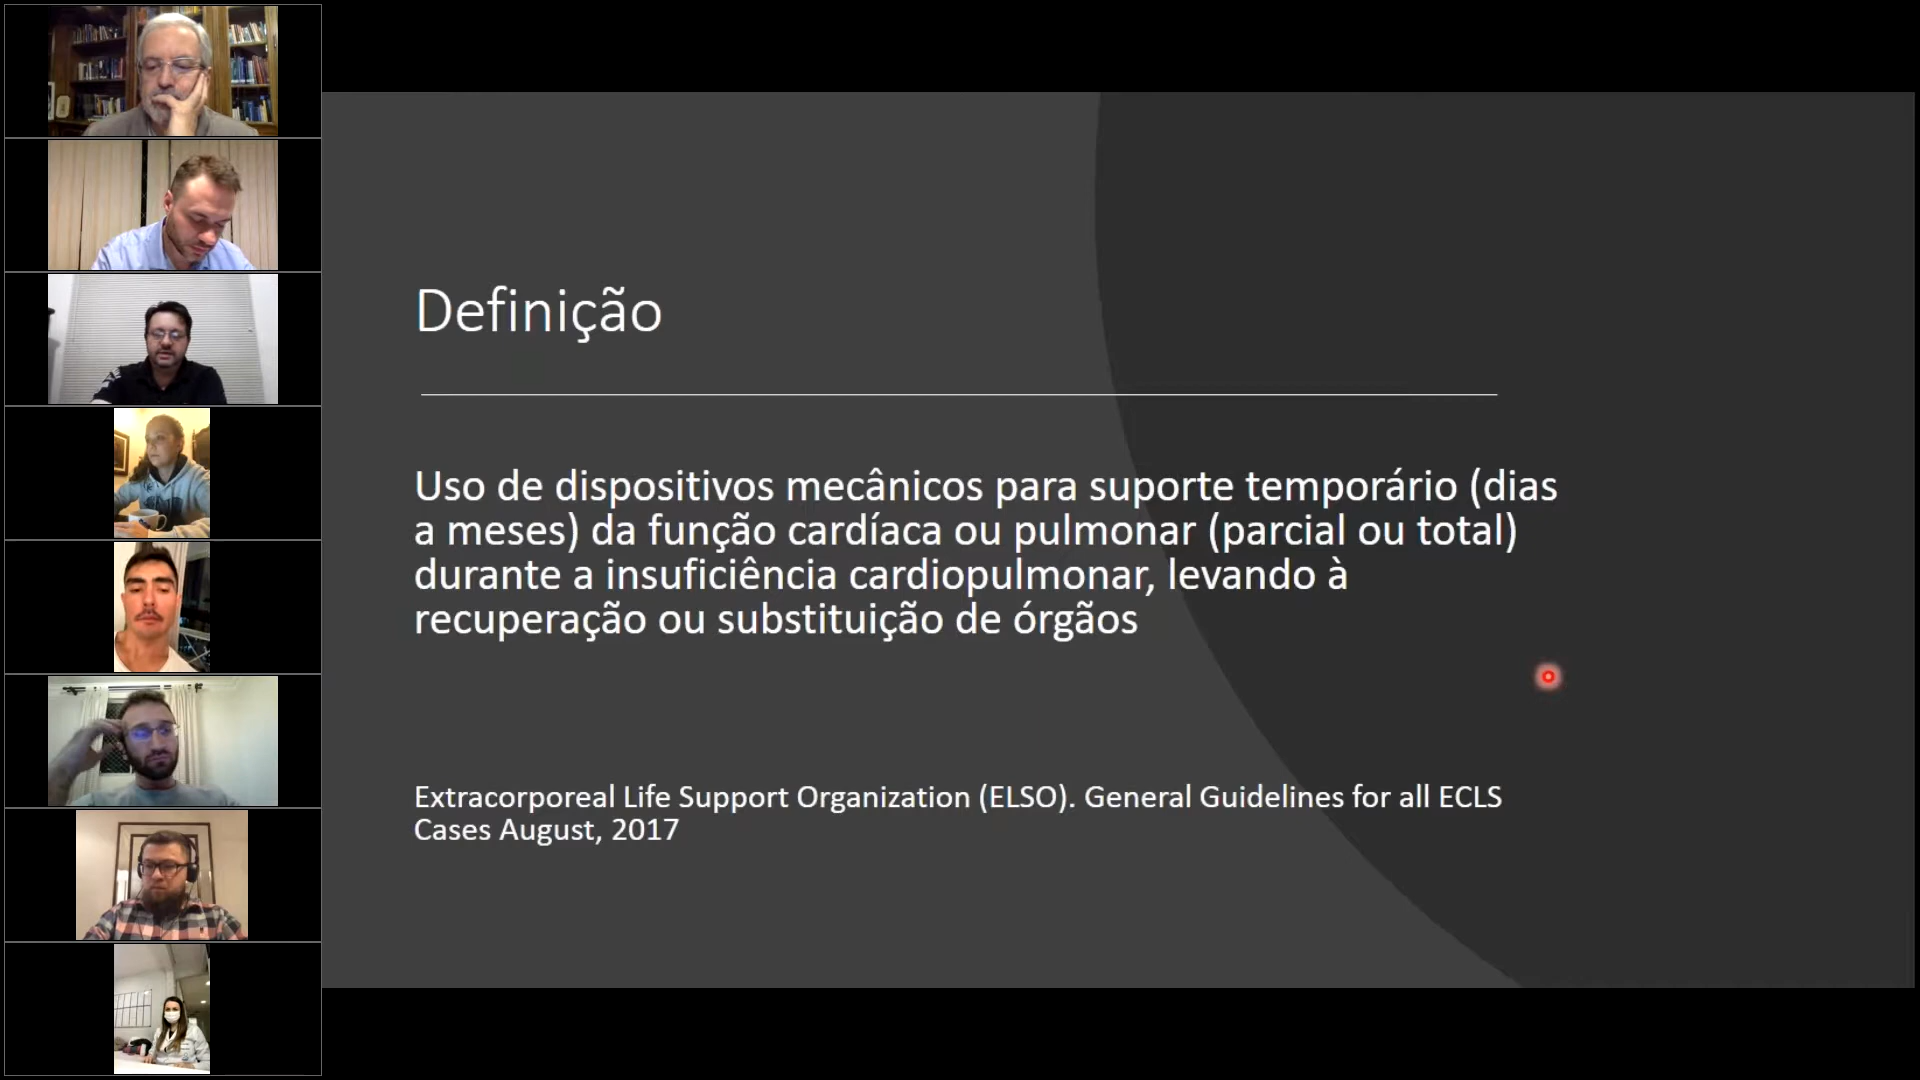 Definição
Uso de dispositivos mecânicos para suporte temporário (dias
a meses) da função cardíaca ou pulmonar (parcial ou total)
durante a insuficiência cardiopulmonar, levando à
recuperação ou substituição de órgãos
Extracorporeal Life Support Organization (ELSO). General Guidelines for all ECLS
Cases August, 2017